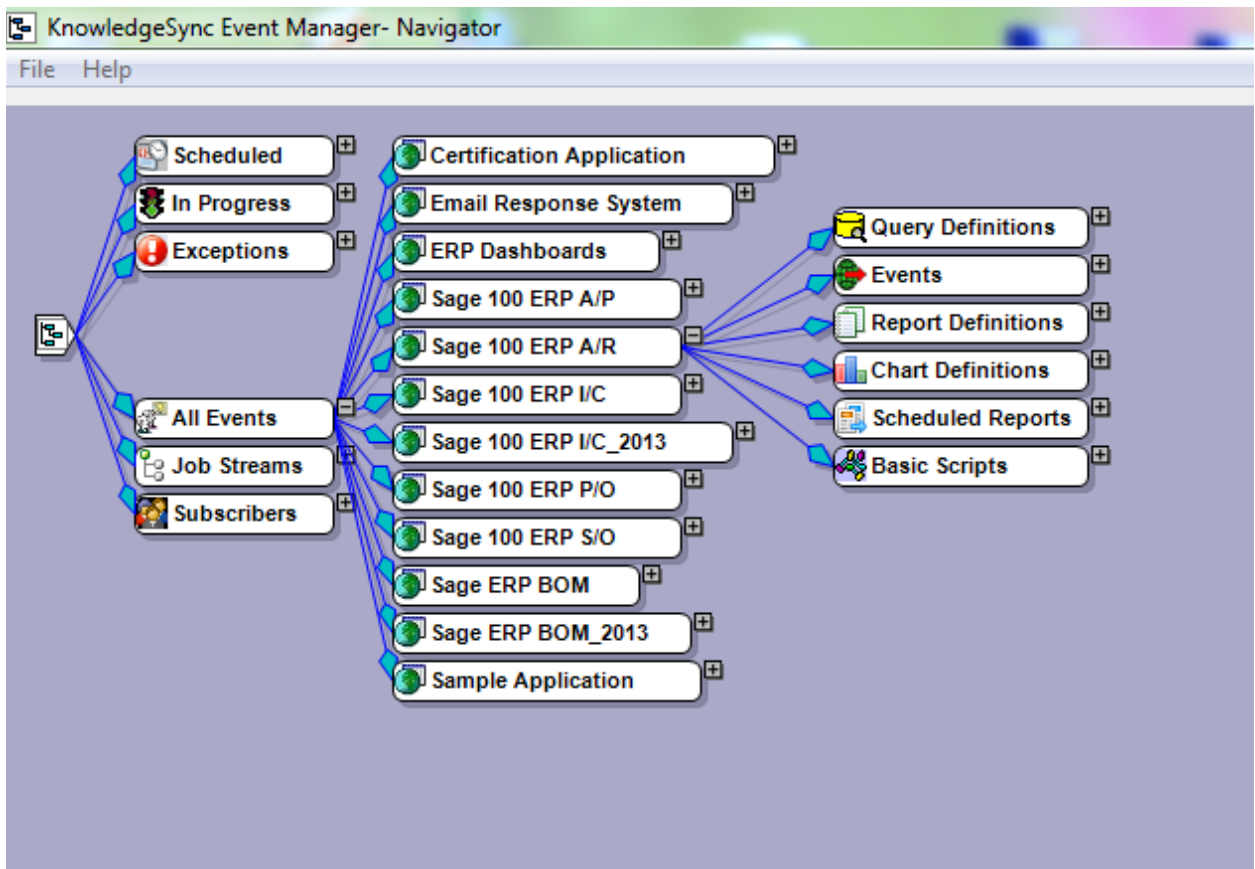 KnowledgeSync Event Manager- Navigator
File Help
Scheduled
In Progress
Exceptions
All Events
Job Streams
Subscribers
Certification Application
Email Response System
ERP Dashboards
Sage 100 ERP A/P
Sage 100 ERP A/R
Sage 100 ERP I/C
Sage 100 ERP I/C_2013
Sage 100 ERP P/O
Sage 100 ERP S/O
Sage ERP BOM
Sage ERP BOM_2013
Sample Application
Query Definitions
Events
Report Definitions
Chart Definitions
Scheduled Reports
Basic Scripts